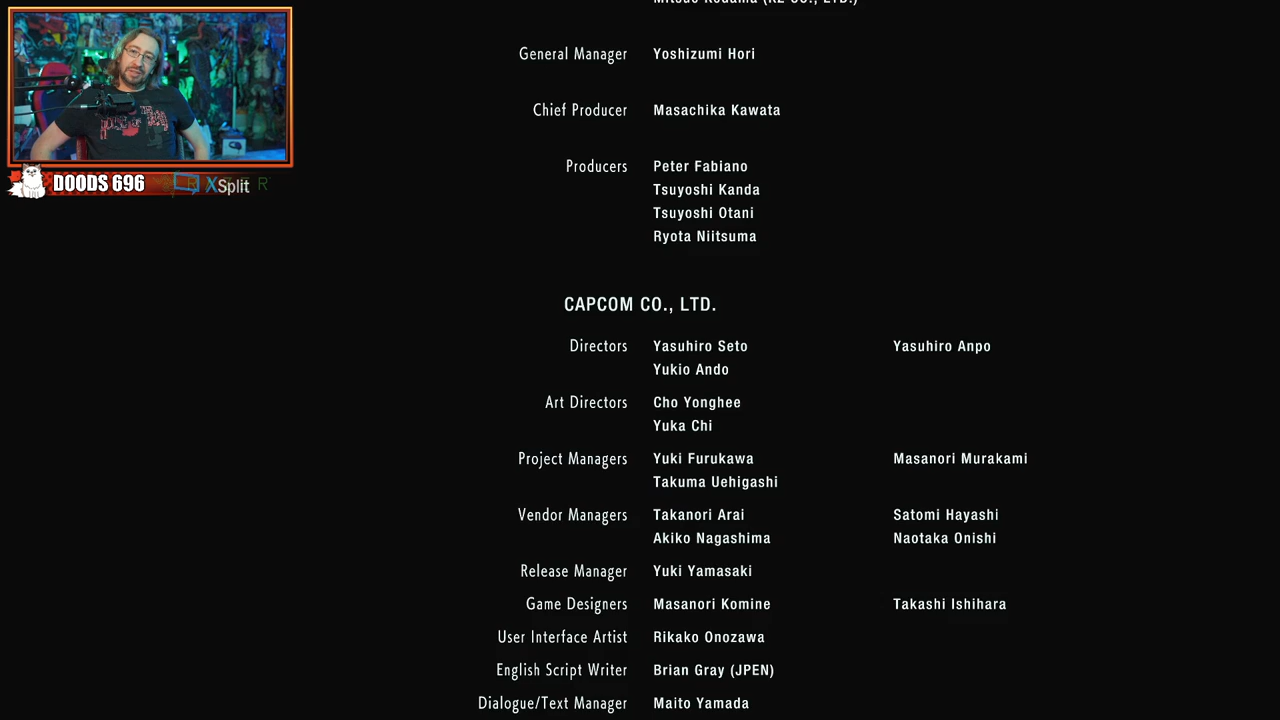 General Manager Yoshizumi Hori
Chief Producer Masachika Kawata
Producers Peter Fabiano
Tsuyoshi Kanda
Tsuyoshi Otani
Ryota Niitsuma
DOODS 696
XSplit
CAPCOM CO., LTD.
Directors Yasuhiro Seto Yasuhiro Anpo
Yukio Ando
Art Directors Cho Yonghee
Yuka Chi
Project Managers Yuki Furukawa Masanori Murakami
Takuma Uehigashi
Vendor Managers Takanori Arai Satomi Hayashi
Akiko Nagashima Naotaka Onishi
Release Manager Yuki Yamasaki
Game Designers Masanori Komine Takashi Ishihara
User Interface Artist Rikako Onozawa
English Script Writer Brian Gray (JPEN)
Dialogue/Text Manager Maito Yamada